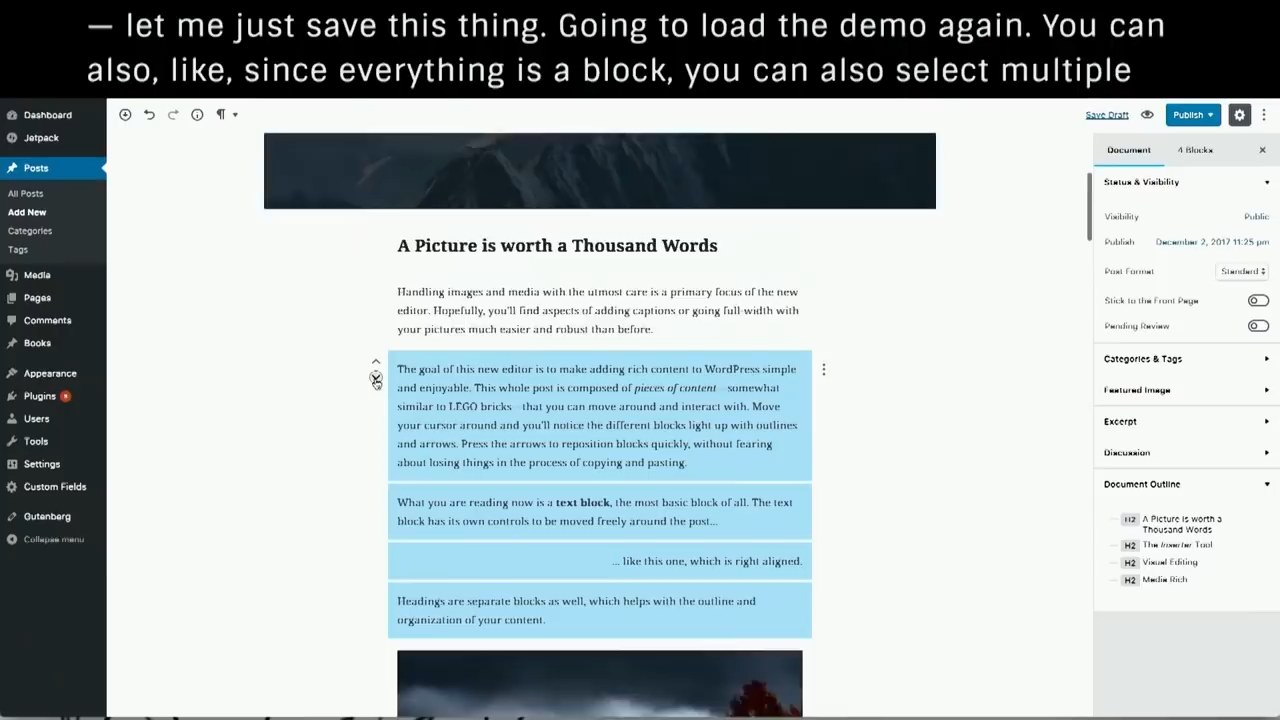 — let me just save this thing. Going to load the demo again. You can
also, like, since everything is a block, you can also select multiple
Dashboard
Jetpack
Posts
All Posts
Add New
Categories
Tags
Media
Pages
Comments
Books
Appearance
Plugins
Users
Tools
Settings
Custom Fields
Gutenberg
Collapse menu
Save Draft
Publish
A Picture is worth a Thousand Words
Handling images and media with the utmost care is a primary focus of the new
editor. Hopefully, you'll find aspects of adding captions or going full-width with
your pictures much easier and robust than before.
The goal of this new editor is to make adding rich content to WordPress simple
and enjoyable. This whole post is composed of pieces of content—somewhat
similar to LEGO bricks—that you can move around and interact with. Move
your cursor around and you'll notice the different blocks light up with outlines
and arrows. Press the arrows to reposition blocks quickly, without fearing
about losing things in the process of copying and pasting.
What you are reading now is a text block, the most basic block of all. The text
block has its own controls to be moved freely around the post...
... like this one, which is right aligned.
Headings are separate blocks as well, which helps with the outline and
organization of your content.
Document
4 Blocks
Status & Visibility
Visibility
Public
Publish
December 2, 2017 11:25 pm
Post Format
Standard
Stick to the Front Page
Pending Review
Categories & Tags
Featured Image
Excerpt
Discussion
Document Outline
H2 A Picture is worth a
Thousand Words
H2 The Inserter Tool
H2 Visual Editing
H2 Media Rich